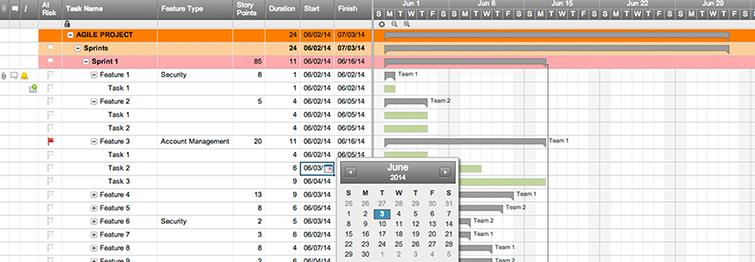 At Risk Task Name Feature Type Story Points Duration Start Finish Jun 1 Jun 8 Jun 15 Jun 22 Jun 29
S M T W T F S S M T W T F S S M T W T F S S M T W T F S S M T W T F S
AGILE PROJECT 24 06/02/14 07/03/14
Sprints 24 06/02/14 07/03/14
Sprint 1 85 11 06/02/14 06/16/14
Feature 1 Security 8 1 06/02/14 06/02/14 Team 1
Task 1 1 06/02/14 06/02/14
Feature 2 5 4 06/02/14 06/05/14 Team 2
Task 1 4 06/02/14 06/05/14
Task 2 4 06/02/14 06/05/14
Feature 3 Account Management 20 11 06/02/14 06/16/14 Team 1
Task 1 4 06/02/14 06/05/14
Task 2 6 06/03/
Task 3 9 06/04/14
Feature 4 13 9 06/03/14 Team 1
Feature 5 8 6 06/05/14 Team 2
Feature 6 Security 2 5 06/03/14 Team 2
Feature 7 3 6 06/02/14 Team 1
Feature 8 8 4 06/07/14 Team 1
Feature 9 6 06/04/14 Team 2
June
2014
S M T W T F S
25 26 27 28 29 30 31
1 2 3 4 5 6 7
8 9 10 11 12 13 14
15 16 17 18 19 20 21
22 23 24 25 26 27 28
29 30 1 2 3 4 5